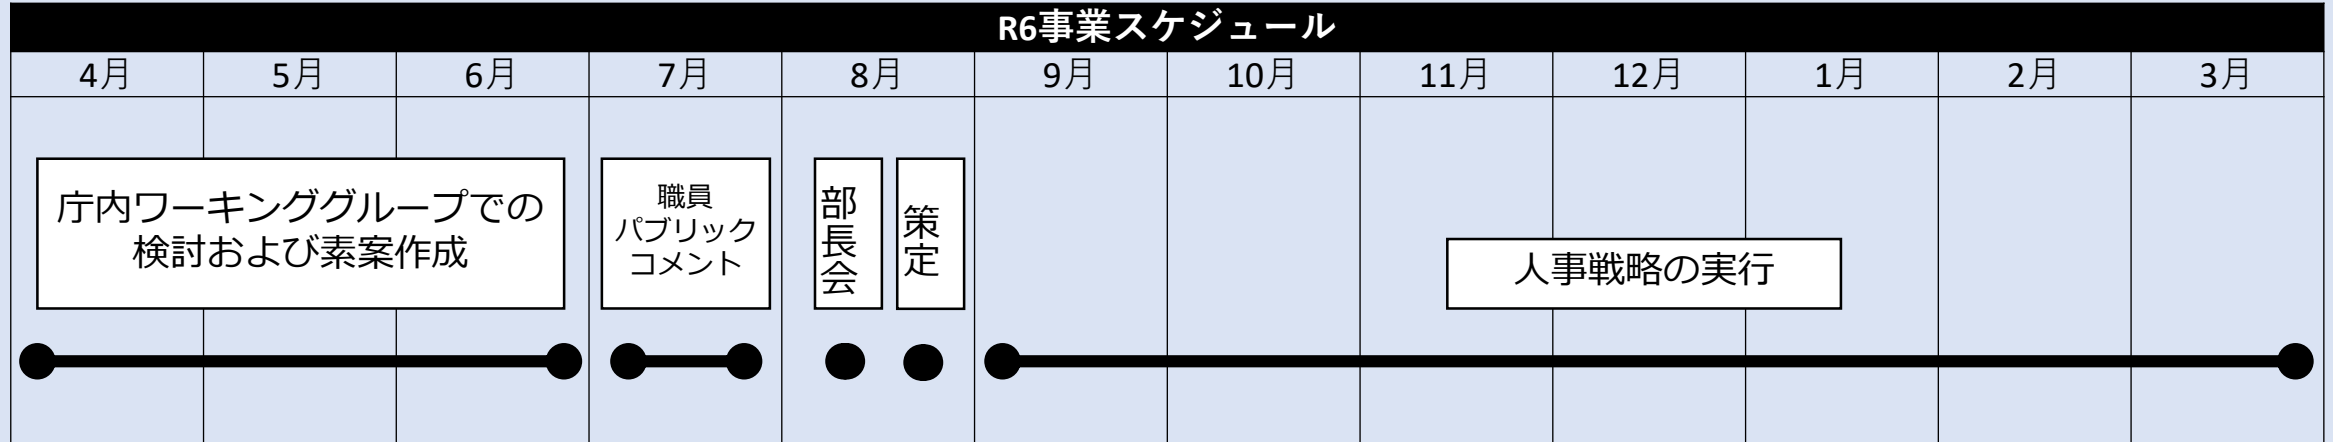 R6事業スケジュール
4月 5月 6月 7月 8月 9月 10月 11月 12月 1月 2月 3月
庁内ワーキンググループでの
検討および素案作成
職員
パブリック
コメント
部長会
策定
人事戦略の実行